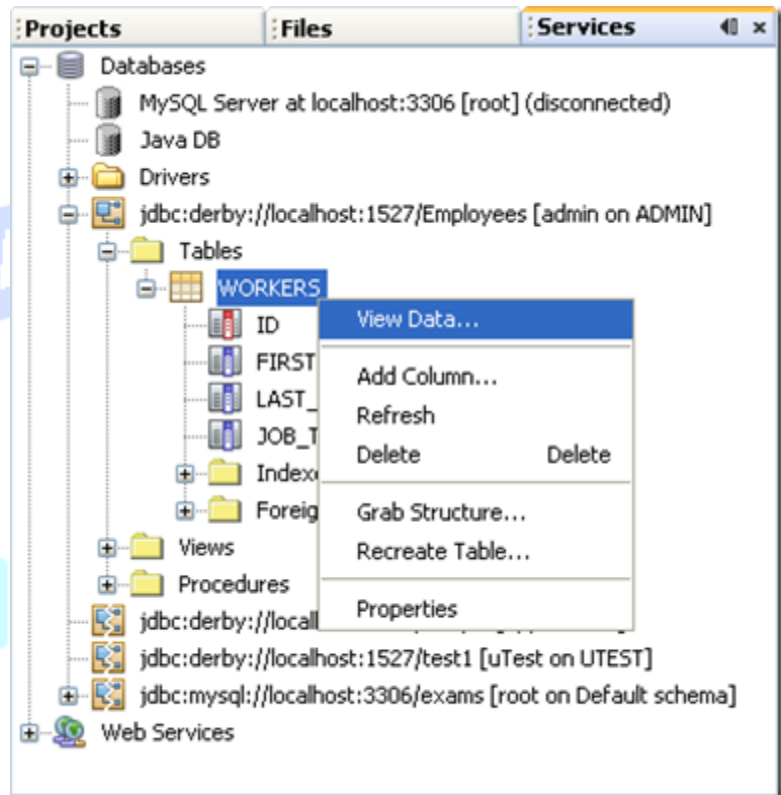 Projects Files Services
Databases
MySQL Server at localhost:3306 [root] (disconnected)
Java DB
Drivers
jdbc:derby://localhost:1527/Employees [admin on ADMIN]
Tables
WORKERS
View Data...
ID
FIRST
Add Column...
LAST_
Refresh
JOB_T
Delete Delete
Indexe
Foreig
Grab Structure...
Views
Recreate Table...
Procedures
Properties
jdbc:derby://local
jdbc:derby://localhost:1527/test1 [uTest on UTEST]
jdbc:mysql://localhost:3306/exams [root on Default schema]
Web Services